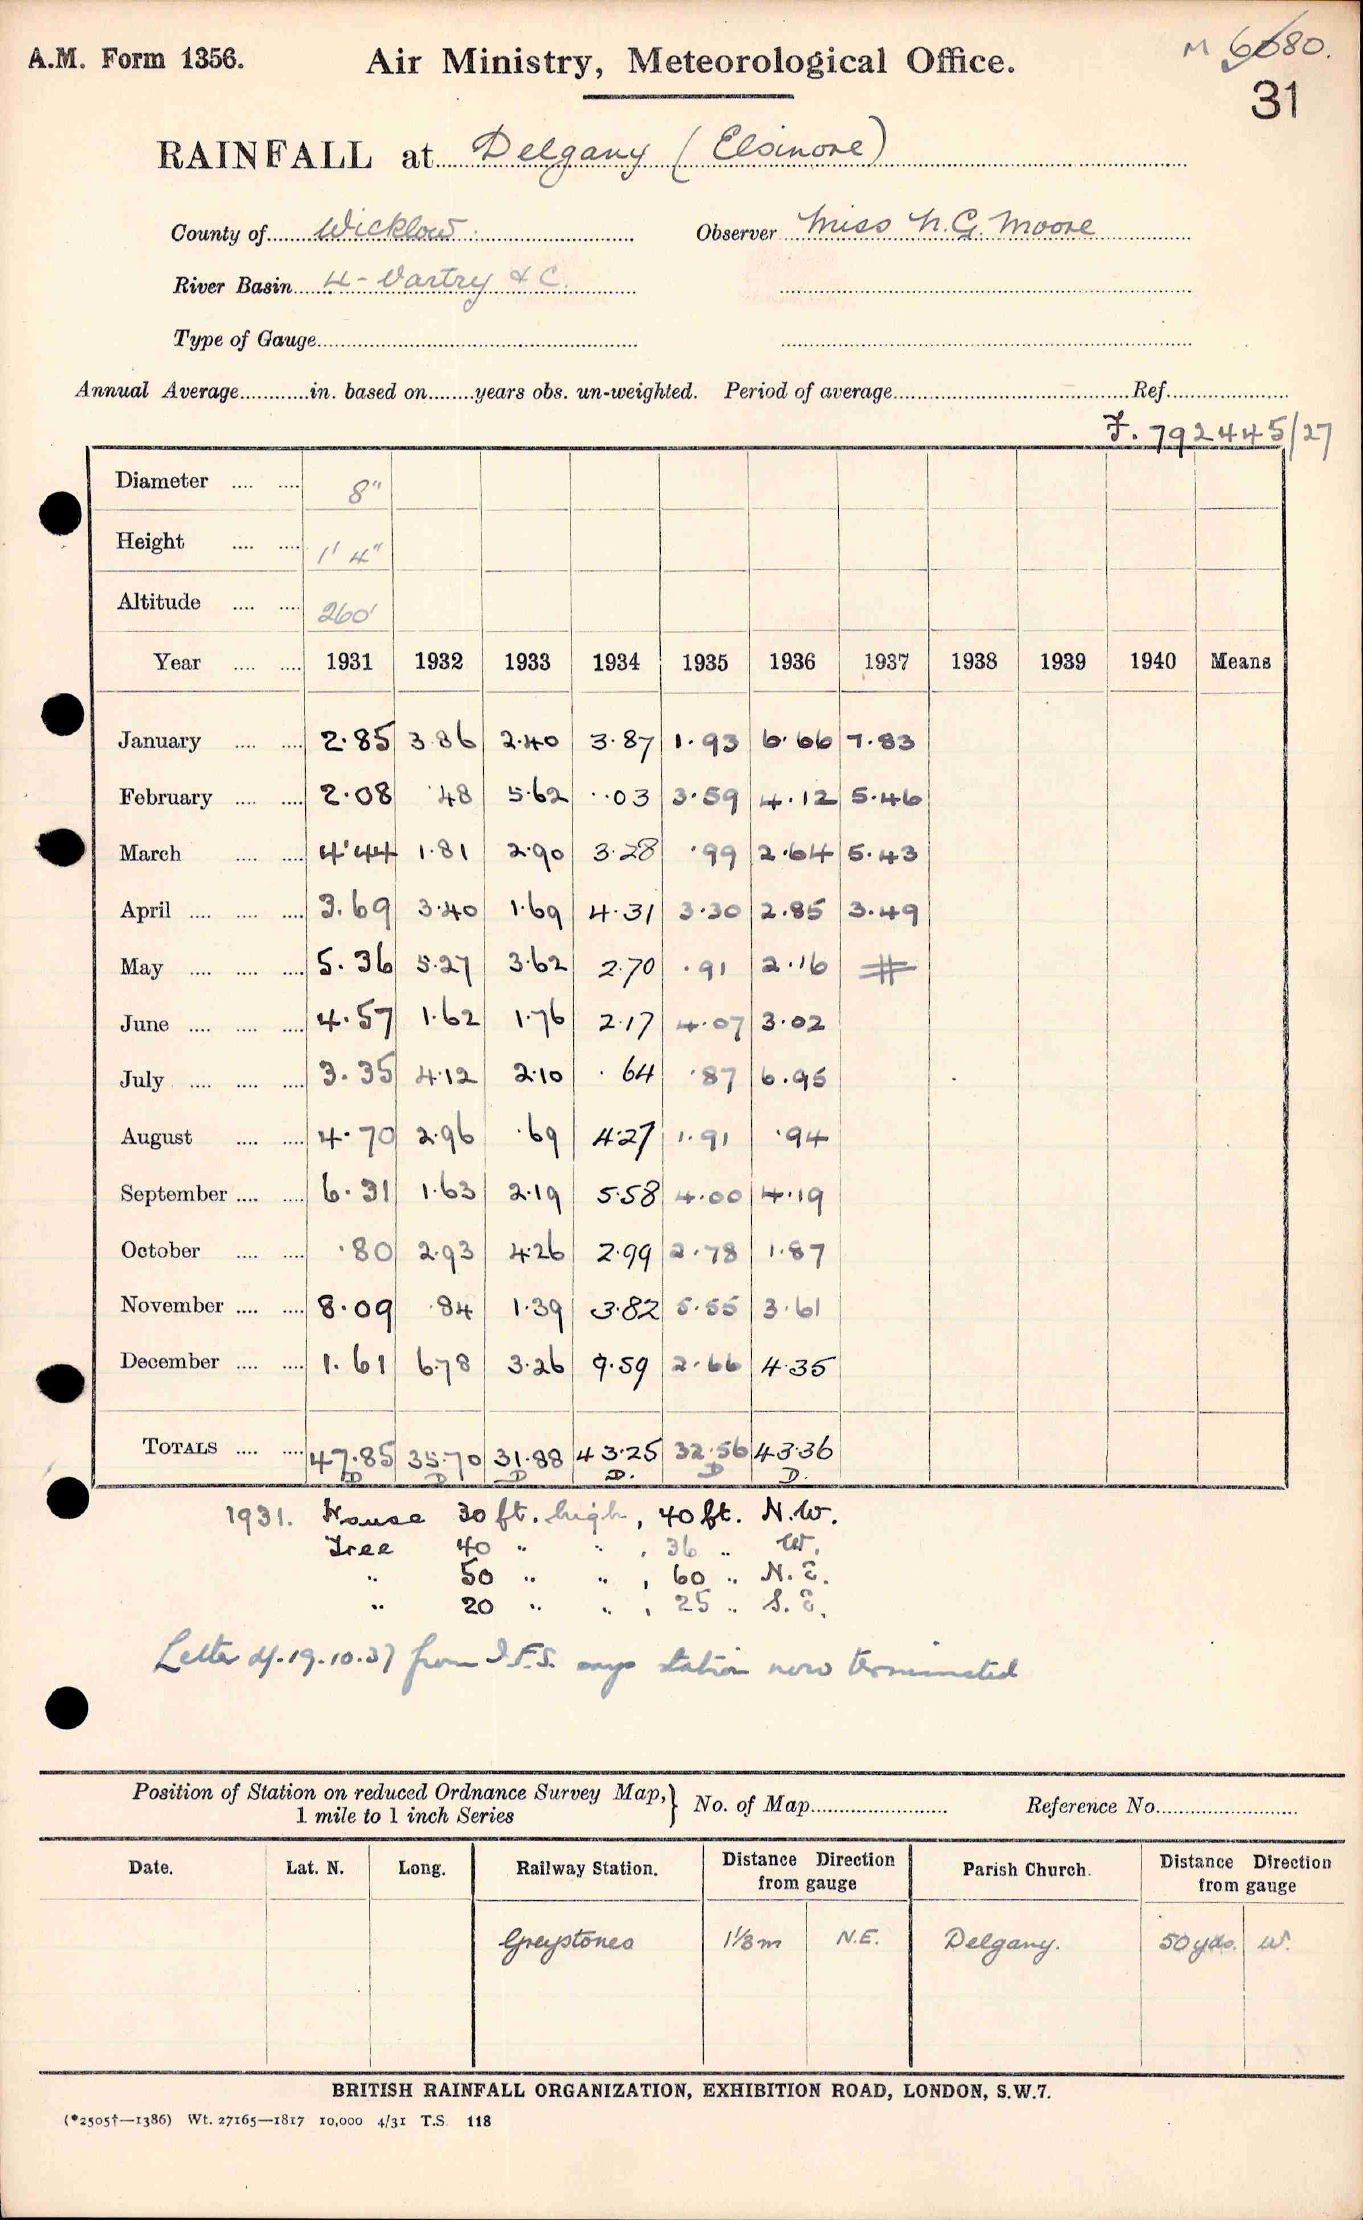 A.M. Form 1356. Air Ministry, Meteorological Office. M 6080.
31
RAINFALL at Delgany (Elsinore)
County of Wicklow. Observer Miss N. G. Moore
River Basin 4 - Vartry & C.
Type of Gauge
Annual Average in. based on years obs. un-weighted. Period of average Ref.
F. 792445/27
Diameter 8"
Height 1' 4"
Altitude 260'
Year 1931 1932 1933 1934 1935 1936 1937 1938 1939 1940 Means
January 2.85 3.86 2.40 3.87 1.93 6.66 7.83
February 2.08 .48 5.62 .03 3.59 4.12 5.46
March 4.44 1.81 2.90 3.28 .99 2.64 5.43
April 3.69 3.40 1.69 4.31 3.30 2.85 3.49
May 5.36 5.27 3.62 2.70 .91 2.16 #
June 4.57 1.62 1.76 2.17 4.07 3.02
July 3.35 4.12 2.10 .64 .87 6.95
August 4.70 2.96 .69 4.27 1.91 .94
September 6.31 1.63 2.19 5.58 4.00 4.19
October .80 2.93 4.26 2.99 2.78 1.87
November 8.09 .84 1.39 3.82 5.55 3.61
December 1.61 6.78 3.26 9.59 2.66 4.35
TOTALS 47.85 35.70 31.88 43.25 32.56 43.36
D D D D. D D.
1931. House 30 ft. high, 40 ft. N.W.
Tree 40 " " , 36 " W.
" 50 " " , 60 " N.E.
" 20 " " , 25 " S.E.
Letter of 19.10.37 from I.F.S. says station now terminated
Position of Station on reduced Ordnance Survey Map, 1 mile to 1 inch Series } No. of Map Reference No.
Date. Lat. N. Long. Railway Station. Distance Direction from gauge Parish Church. Distance Direction from gauge
Greystones 1⅛ m N.E. Delgany. 50 yds. W.
BRITISH RAINFALL ORGANIZATION, EXHIBITION ROAD, LONDON, S.W.7.
(*2505†—1386) Wt. 27165—1817 10,000 4/31 T.S. 118